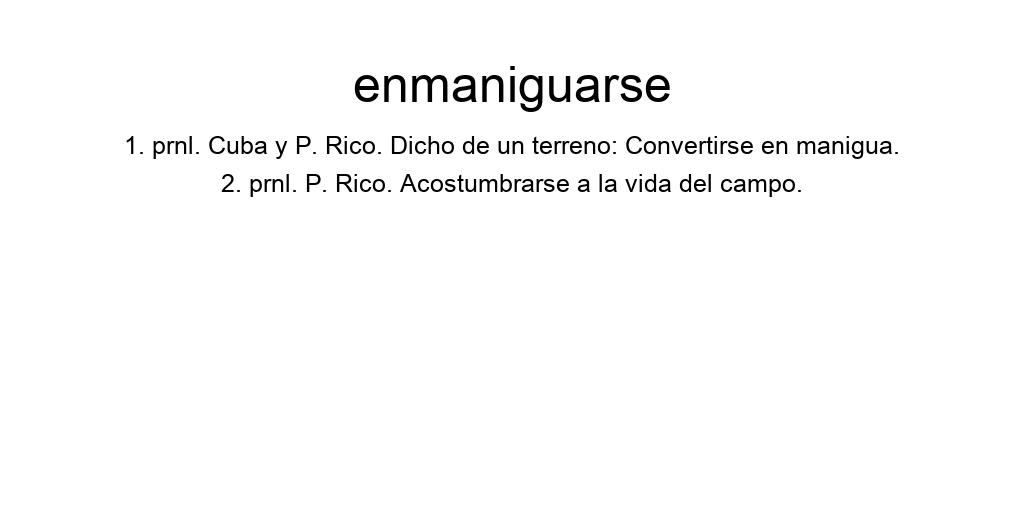 enmaniguarse
1. prnl. Cuba y P. Rico. Dicho de un terreno: Convertirse en manigua.
2. prnl. P. Rico. Acostumbrarse a la vida del campo.